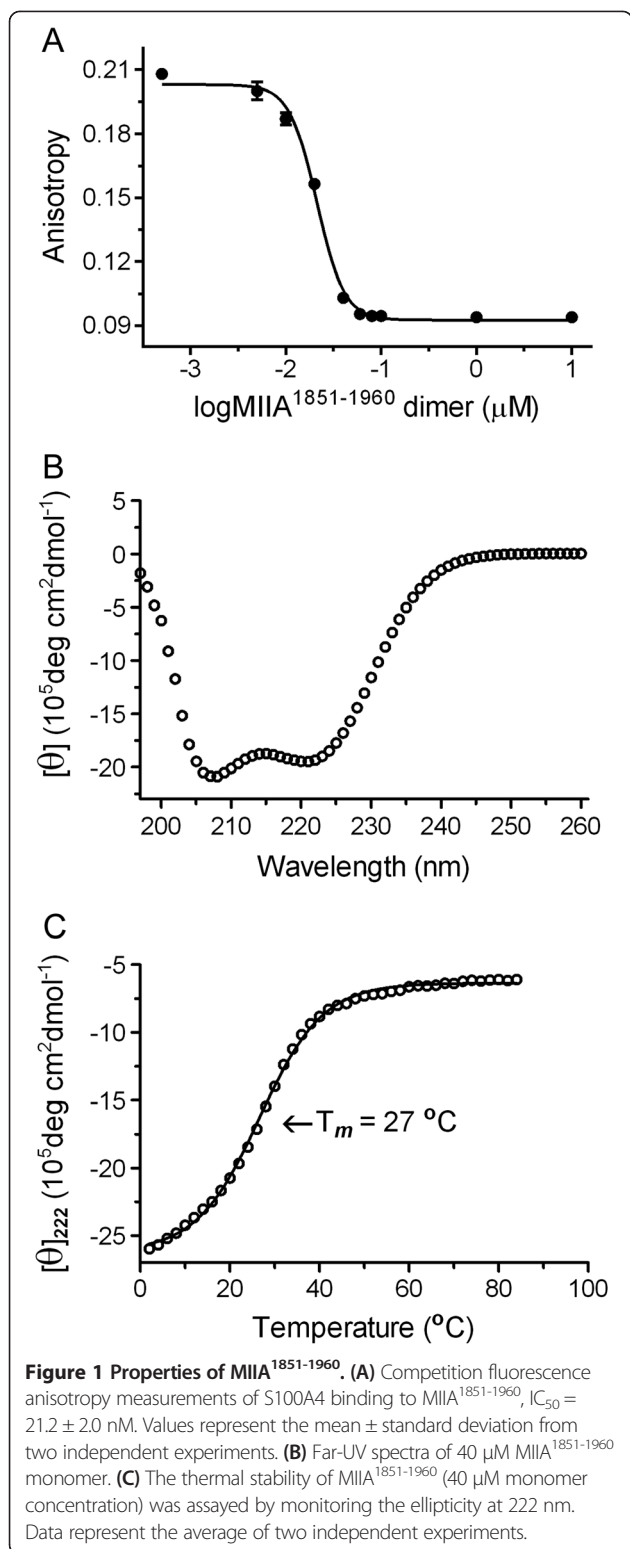 A
Anisotropy
0.21
0.18
0.15
0.12
0.09
-3 -2 -1 0 1
logMIIA¹⁸⁵¹⁻¹⁹⁶⁰ dimer (μM)
B
[θ] (10⁵deg cm²dmol⁻¹)
5
0
-5
-10
-15
-20
200 210 220 230 240 250 260
Wavelength (nm)
C
[θ]₂₂₂ (10⁵deg cm²dmol⁻¹)
-5
-10
-15
-20
-25
←Tₘ = 27 °C
0 20 40 60 80 100
Temperature (°C)
Figure 1 Properties of MIIA¹⁸⁵¹⁻¹⁹⁶⁰. (A) Competition fluorescence
anisotropy measurements of S100A4 binding to MIIA¹⁸⁵¹⁻¹⁹⁶⁰, IC₅₀ =
21.2 ± 2.0 nM. Values represent the mean ± standard deviation from
two independent experiments. (B) Far-UV spectra of 40 μM MIIA¹⁸⁵¹⁻¹⁹⁶⁰
monomer. (C) The thermal stability of MIIA¹⁸⁵¹⁻¹⁹⁶⁰ (40 μM monomer
concentration) was assayed by monitoring the ellipticity at 222 nm.
Data represent the average of two independent experiments.